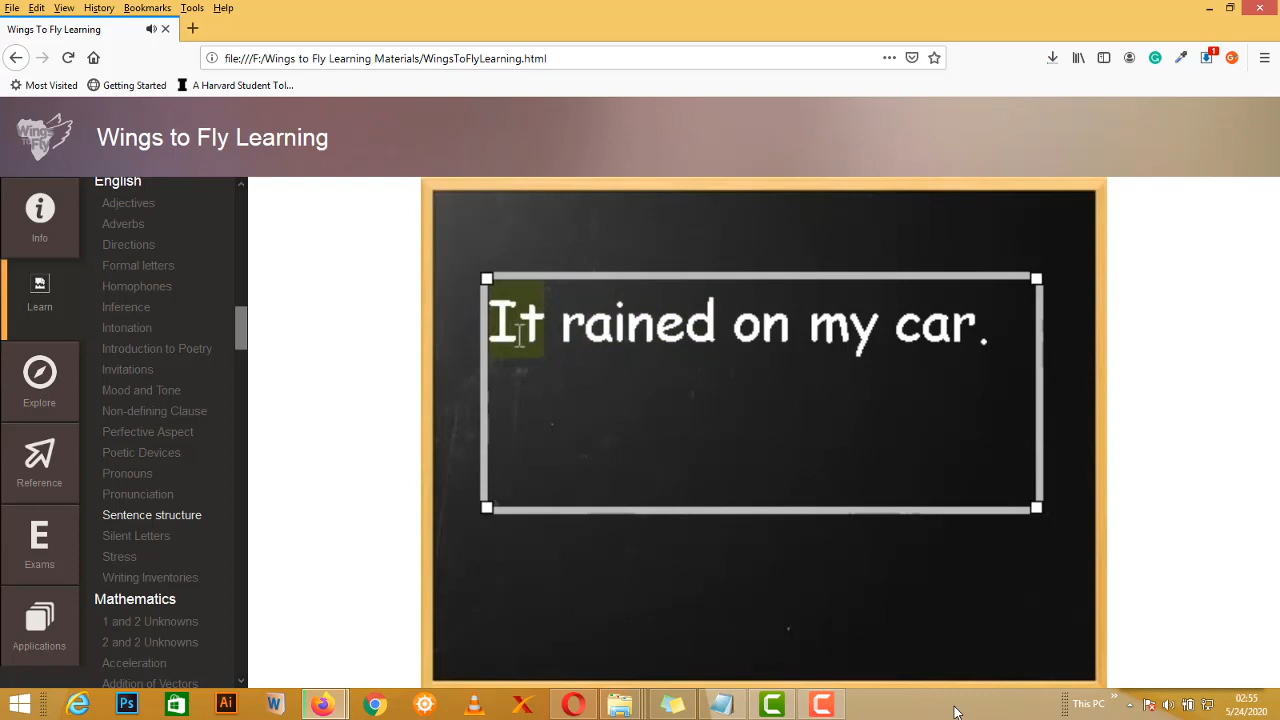 File Edit View History Bookmarks Tools Help
Wings To Fly Learning
file:///F:/Wings to Fly Learning Materials/WingsToFlyLearning.html
1
Most Visited Getting Started A Harvard Student Tol...
Wings To Fly
Wings to Fly Learning
Info
Learn
Explore
Reference
E
Exams
Applications
English
Adjectives
Adverbs
Directions
Formal letters
Homophones
Inference
Intonation
Introduction to Poetry
Invitations
Mood and Tone
Non-defining Clause
Perfective Aspect
Poetic Devices
Pronouns
Pronunciation
Sentence structure
Silent Letters
Stress
Writing Inventories
Mathematics
1 and 2 Unknowns
2 and 2 Unknowns
Acceleration
Addition of Vectors
It rained on my car.
This PC
02:55
5/24/2020